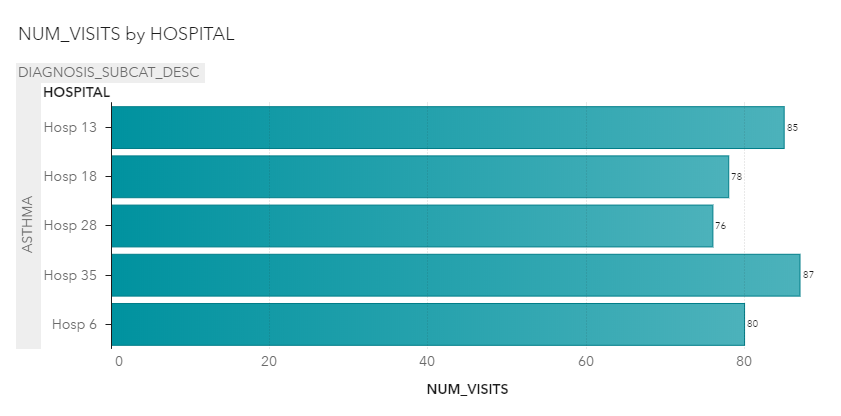 NUM_VISITS by HOSPITAL
DIAGNOSIS_SUBCAT_DESC
HOSPITAL
ASTHMA
Hosp 13 85
Hosp 18 78
Hosp 28 76
Hosp 35 87
Hosp 6 80
0 20 40 60 80
NUM_VISITS